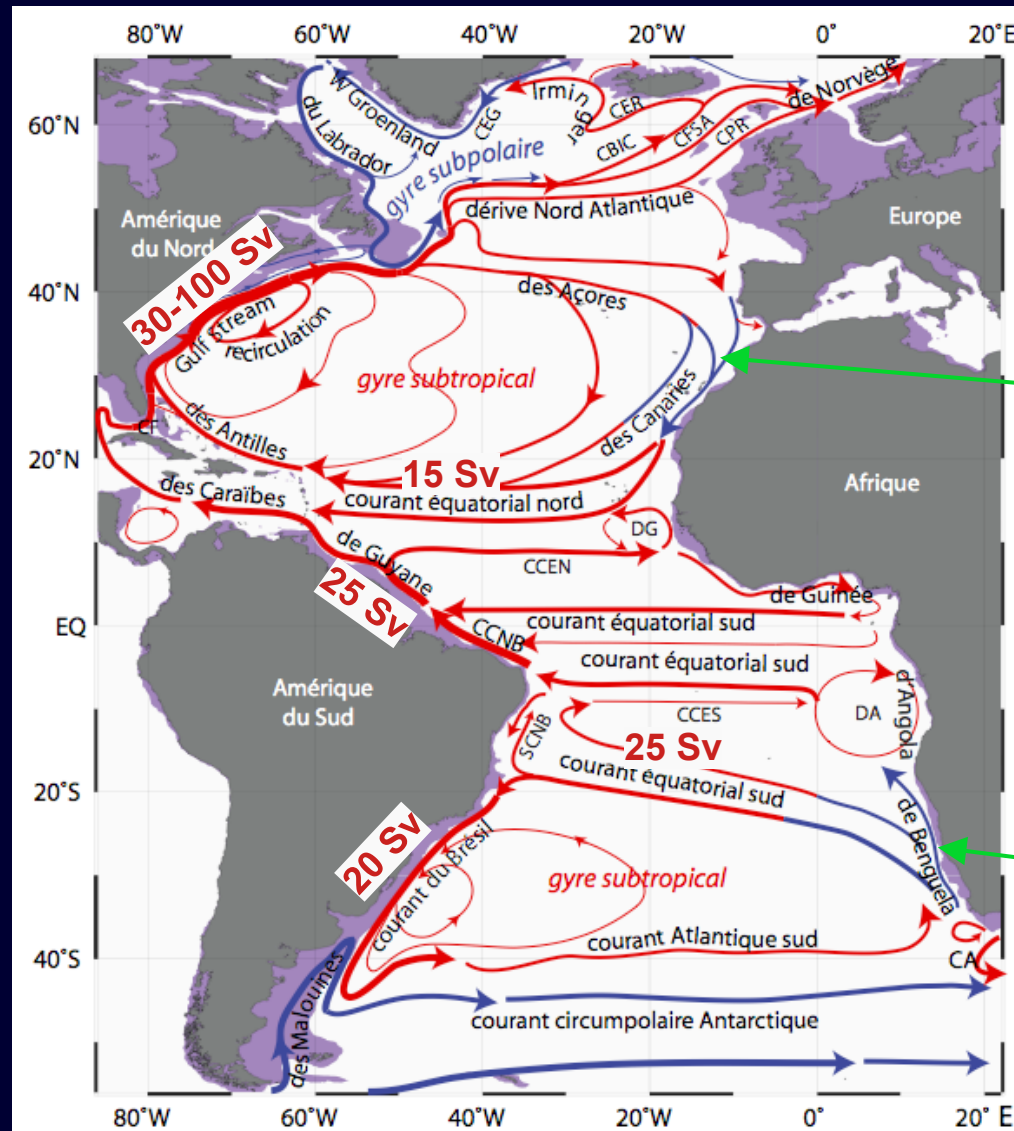 80°W 60°W 40°W 20°W 0° 20°E
60°N
40°N
20°N
EQ
20°S
40°S
W Groenland
du Labrador
CEG
Irminger
CER
CBIC
CFSA
CPR
de Norvège
gyre subpolaire
dérive Nord Atlantique
Amérique
du Nord
Europe
30-100 Sv
Gulf Stream
recirculation
des Açores
gyre subtropical
des Canaries
CF
des Antilles
15 Sv
des Caraïbes
courant équatorial nord
Afrique
DG
de Guyane
CCEN
25 Sv
de Guinée
courant équatorial sud
CCNB
courant équatorial sud
Amérique
du Sud
d'Angola
DA
CCES
SCNB
25 Sv
courant équatorial sud
de Benguela
20 Sv
courant du Brésil
gyre subtropical
courant Atlantique sud
CA
des Malouines
courant circumpolaire Antarctique
80°W 60°W 40°W 20°W 0° 20° E